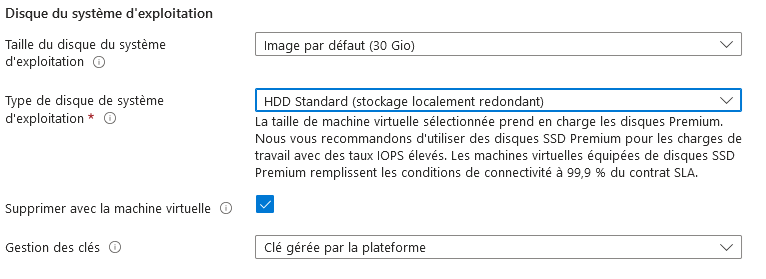 Disque du système d'exploitation
Taille du disque du système
d'exploitation
Image par défaut (30 Gio)
Type de disque de système
d'exploitation *
HDD Standard (stockage localement redondant)
La taille de machine virtuelle sélectionnée prend en charge les disques Premium.
Nous vous recommandons d'utiliser des disques SSD Premium pour les charges de
travail avec des taux IOPS élevés. Les machines virtuelles équipées de disques SSD
Premium remplissent les conditions de connectivité à 99,9 % du contrat SLA.
Supprimer avec la machine virtuelle
Gestion des clés
Clé gérée par la plateforme